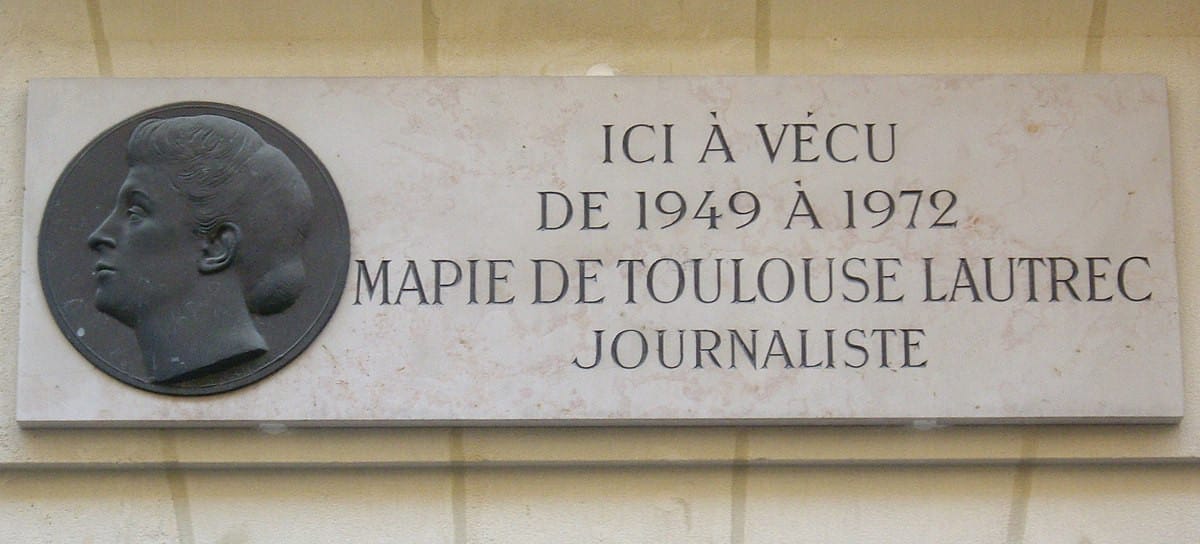 ICI À VÉCU
DE 1949 À 1972
MAPIE DE TOULOUSE LAUTREC
JOURNALISTE